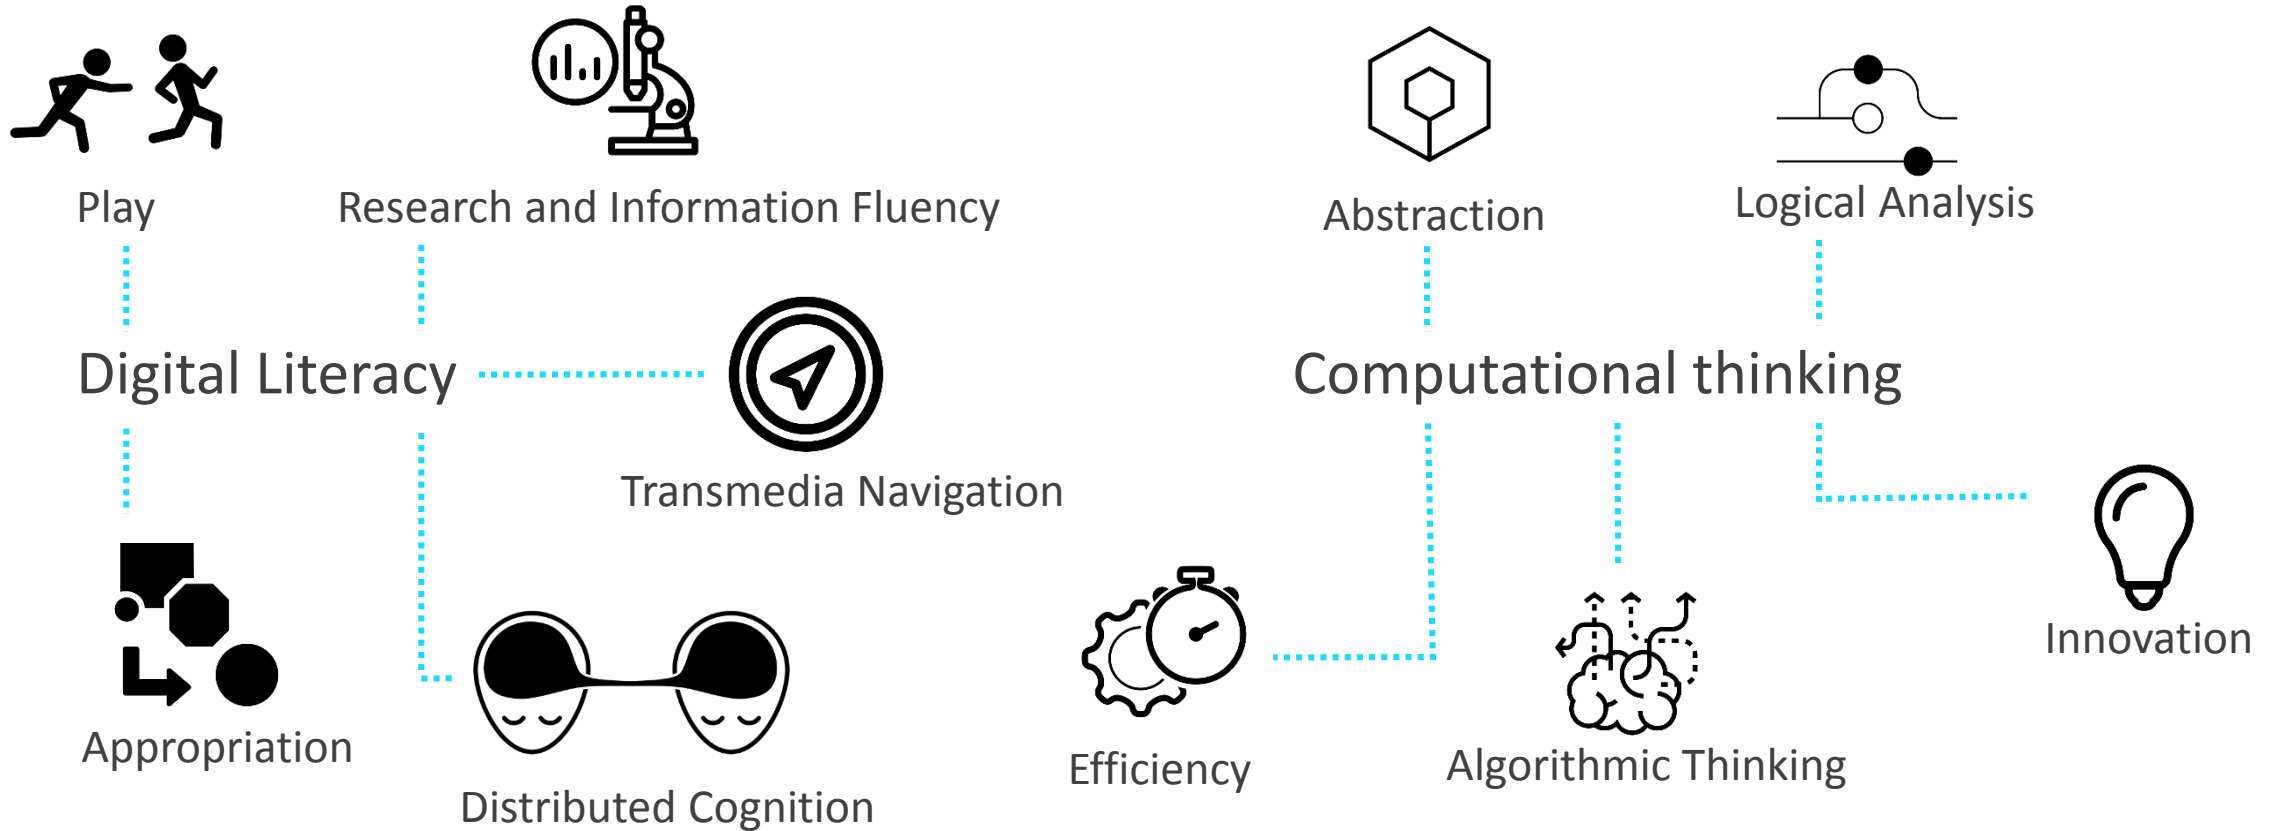 Play
Research and Information Fluency
Abstraction
Logical Analysis
Digital Literacy
Computational thinking
Transmedia Navigation
Innovation
Appropriation
Distributed Cognition
Efficiency
Algorithmic Thinking